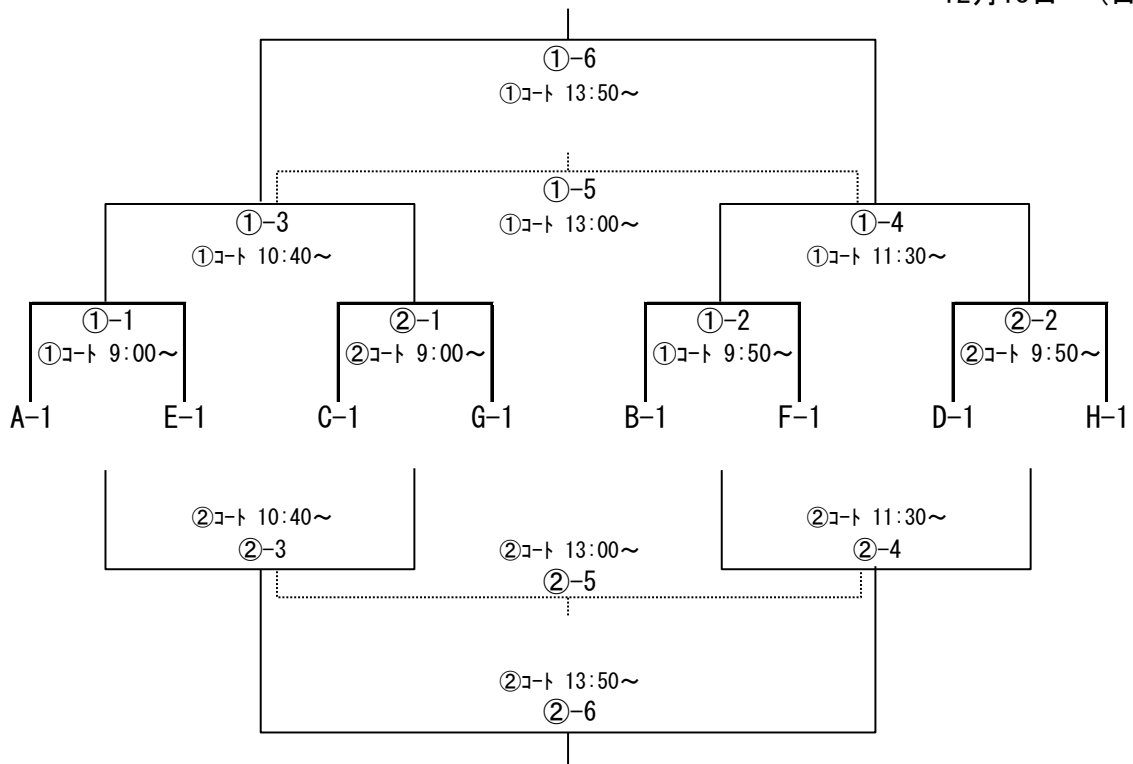 ①-6
①ｺｰﾄ 13:50～
①-5
①ｺｰﾄ 13:00～
①-3
①ｺｰﾄ 10:40～
①-4
①ｺｰﾄ 11:30～
①-1
①ｺｰﾄ 9:00～
②-1
②ｺｰﾄ 9:00～
①-2
①ｺｰﾄ 9:50～
②-2
②ｺｰﾄ 9:50～
A-1 E-1 C-1 G-1 B-1 F-1 D-1 H-1
②ｺｰﾄ 10:40～
②-3
②ｺｰﾄ 11:30～
②-4
②ｺｰﾄ 13:00～
②-5
②ｺｰﾄ 13:50～
②-6